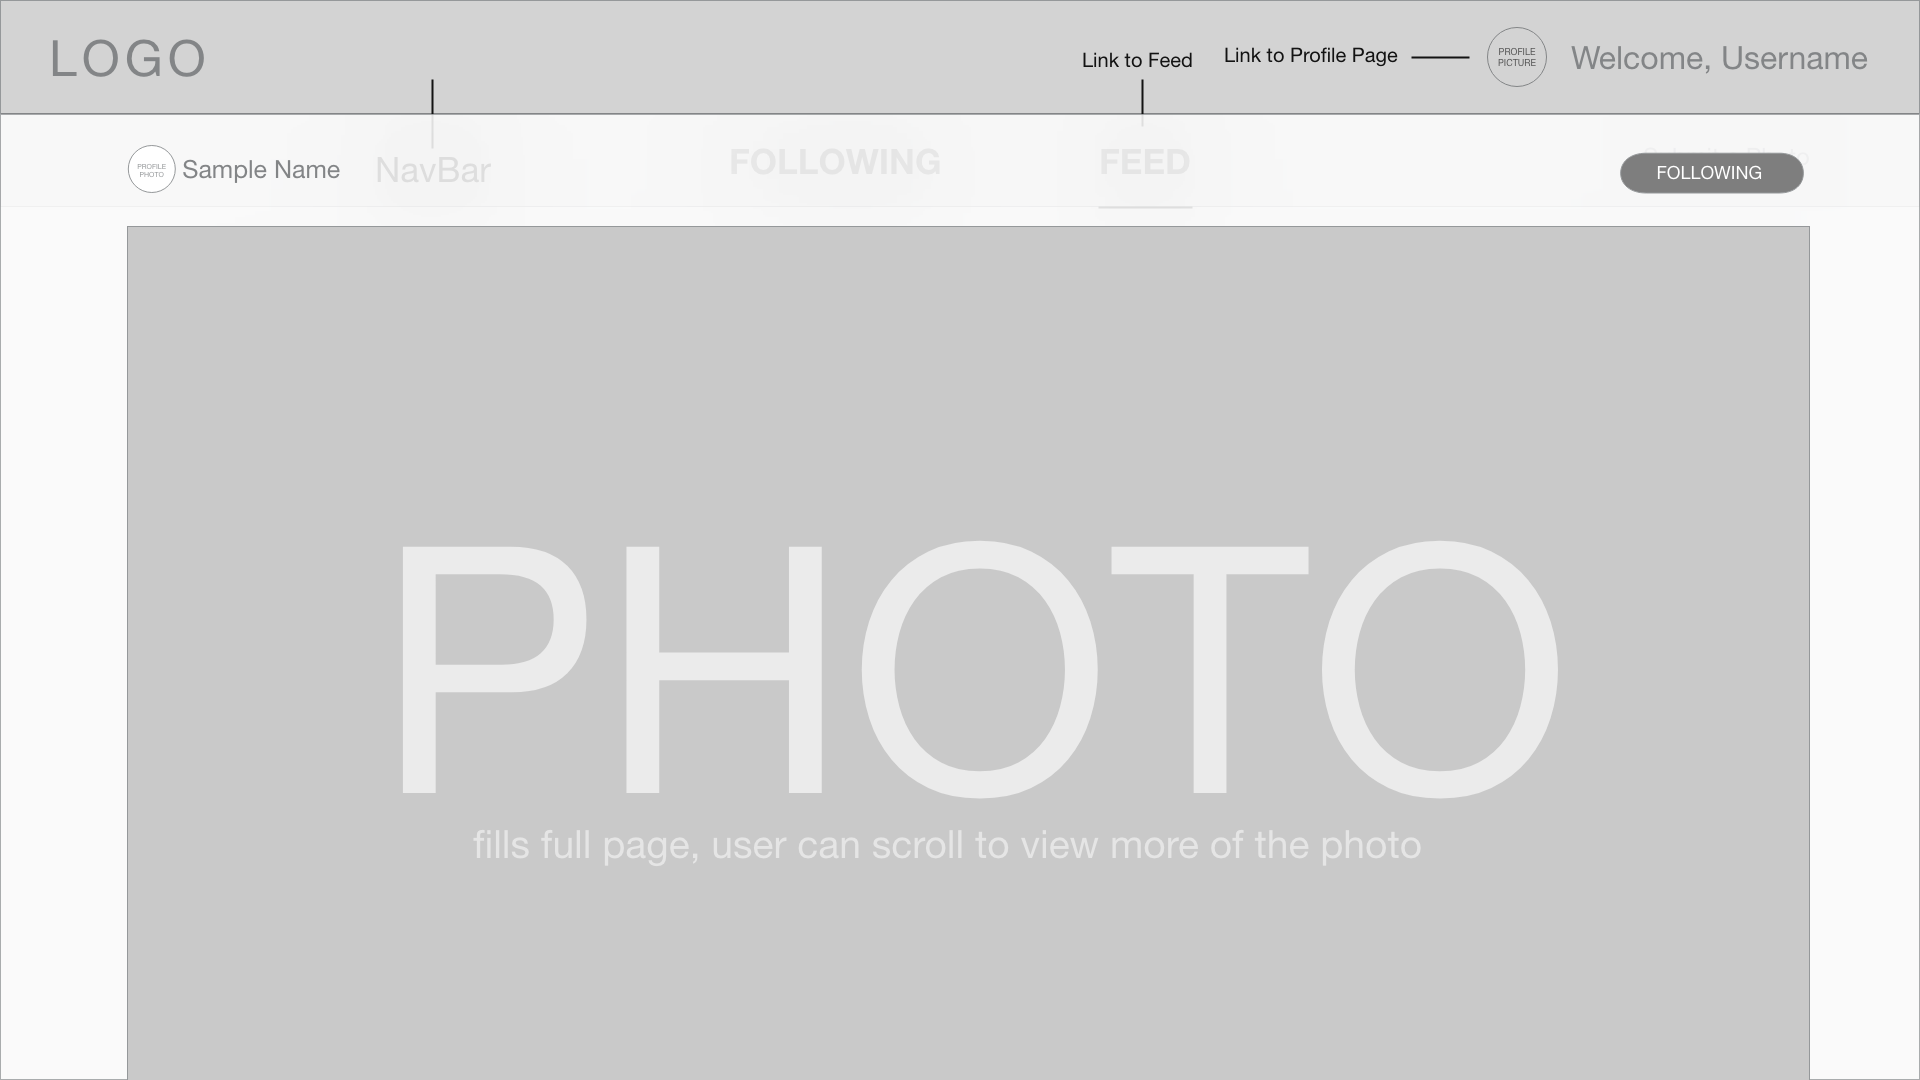 LOGO
Link to Feed
Link to Profile Page
PROFILE
PICTURE
Welcome, Username
PROFILE
PHOTO
Sample Name
NavBar
FOLLOWING
FEED
FOLLOWING
PHOTO
fills full page, user can scroll to view more of the photo